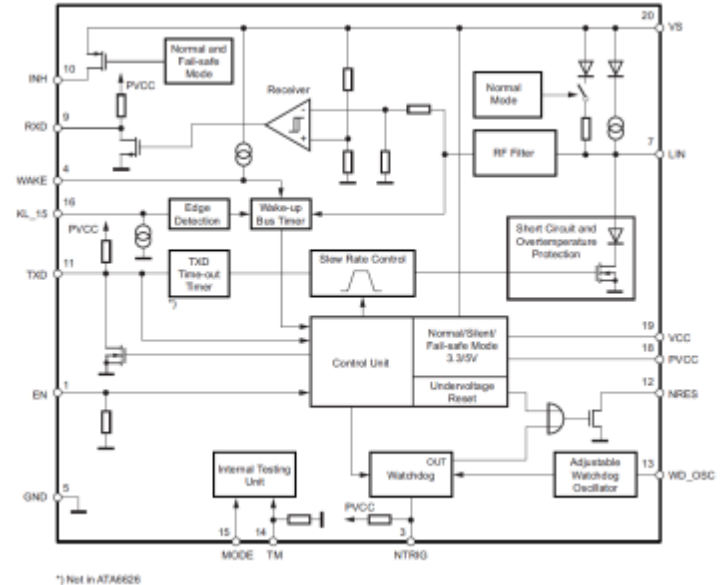 20
VS
Normal and
Fail-safe
Mode
10
INH
PVCC
Receiver
-
+
Normal
Mode
9
RXD
7
LIN
RF Filter
4
WAKE
16
KL_15
Edge
Detection
Wake-up
Bus Timer
PVCC
Short Circuit and
Overtemperature
Protection
11
TXD
TXD
Time-out
Timer
*)
Slew Rate Control
Control Unit
Normal/Silent/
Fail-safe Mode
3.3/5V
19
VCC
18
PVCC
Undervoltage
Reset
12
NRES
1
EN
OUT
Watchdog
Internal Testing
Unit
Adjustable
Watchdog
Oscillator
13
WD_OSC
5
GND
PVCC
15
14
3
MODE
TM
NTRIG
*) Not in ATA6626